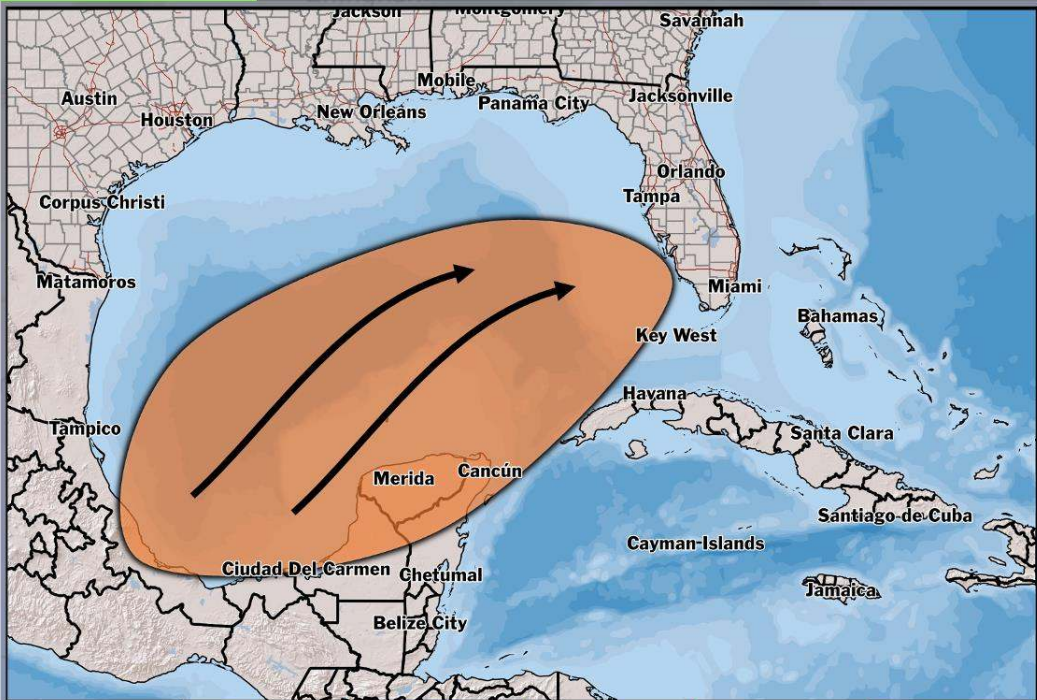 Jackson
Montgomery
Savannah
Mobile
Austin
Panama City
Jacksonville
New Orleans
Houston
Orlando
Tampa
Corpus Christi
Matamoros
Miami
Bahamas
Key West
Havana
Tampico
Santa Clara
Merida
Cancún
Santiago de Cuba
Cayman Islands
Ciudad Del Carmen
Chetumal
Jamaica
Belize City